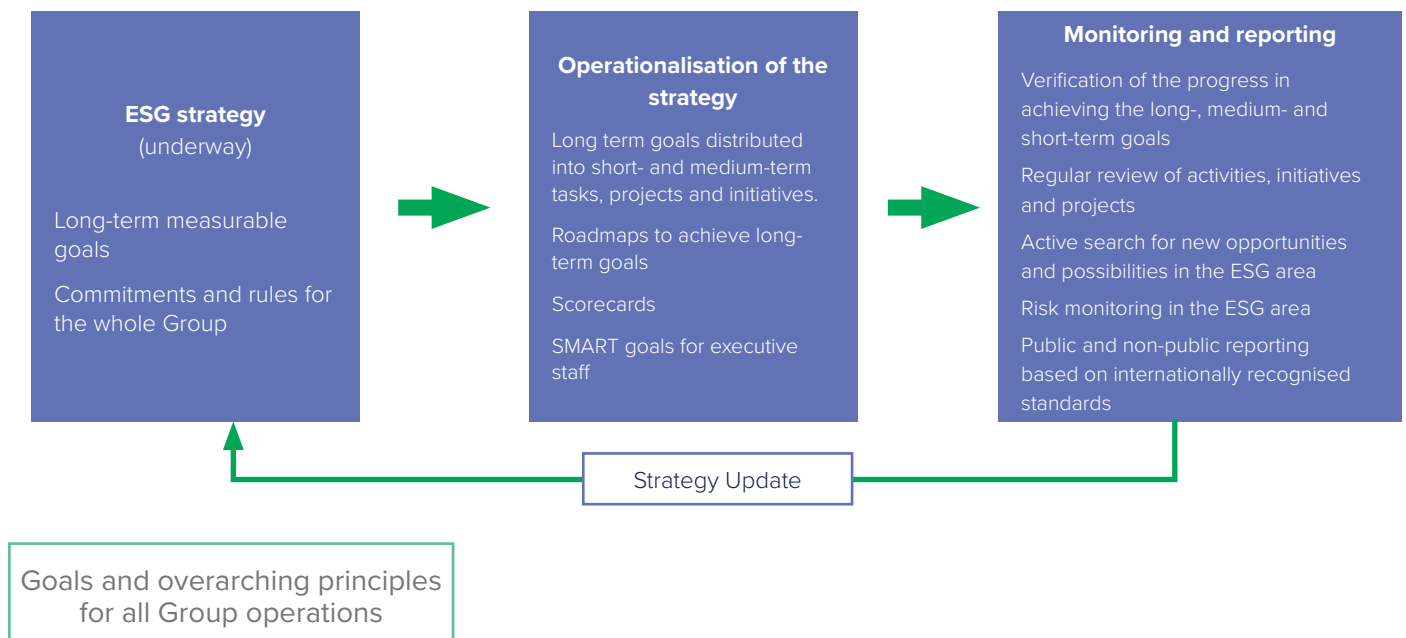 ESG strategy
(underway)
Long-term measurable
goals
Commitments and rules for
the whole Group
Operationalisation of the
strategy
Long term goals distributed
into short- and medium-term
tasks, projects and initiatives.
Roadmaps to achieve long-
term goals
Scorecards
SMART goals for executive
staff
Monitoring and reporting
Verification of the progress in
achieving the long-, medium- and
short-term goals
Regular review of activities, initiatives
and projects
Active search for new opportunities
and possibilities in the ESG area
Risk monitoring in the ESG area
Public and non-public reporting
based on internationally recognised
standards
Strategy Update
Goals and overarching principles
for all Group operations